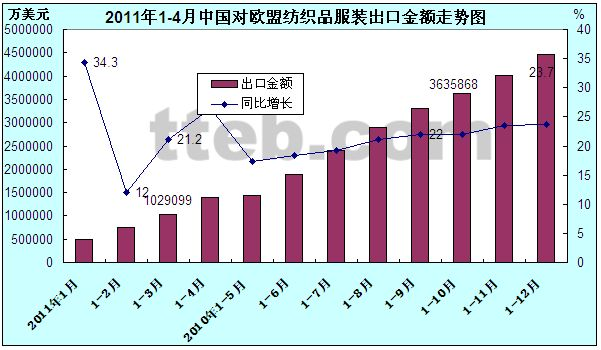 2011年1-4月中国对欧盟纺织品服装出口金额走势图
万美元
%
5000000
4500000
4000000
3500000
3000000
2500000
2000000
1500000
1000000
500000
0
40
35
30
25
20
15
10
5
0
出口金额
同比增长
34.3
12
21.2
1029099
22
3635868
23.7
tteb.com
2011年1月
1-2月
1-3月
1-4月
2010年1-5月
1-6月
1-7月
1-8月
1-9月
1-10月
1-11月
1-12月